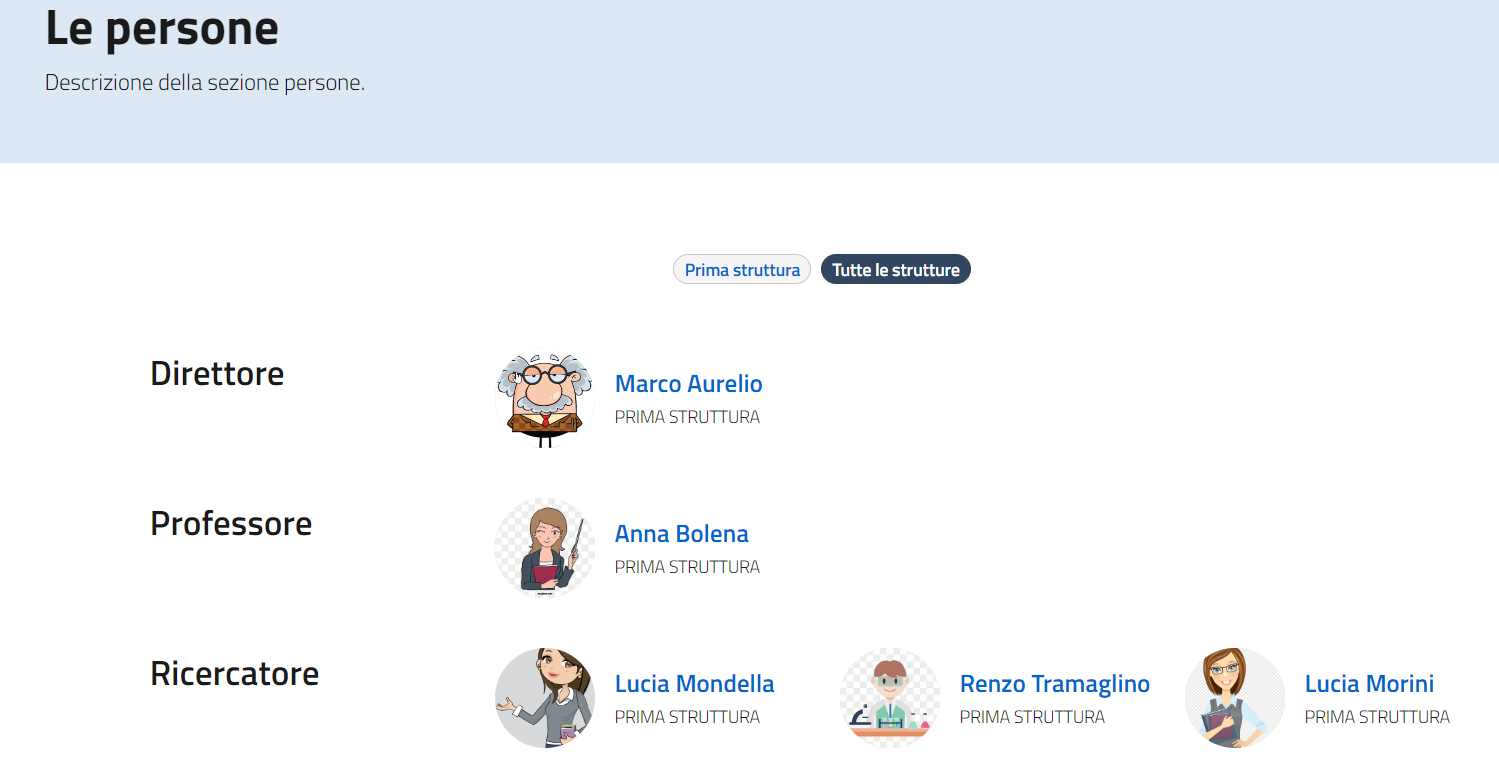 Le persone
Descrizione della sezione persone.
Prima struttura
Tutte le strutture
Direttore
Marco Aurelio
PRIMA STRUTTURA
Professore
Anna Bolena
PRIMA STRUTTURA
Ricercatore
Lucia Mondella
PRIMA STRUTTURA
Renzo Tramaglino
PRIMA STRUTTURA
Lucia Morini
PRIMA STRUTTURA